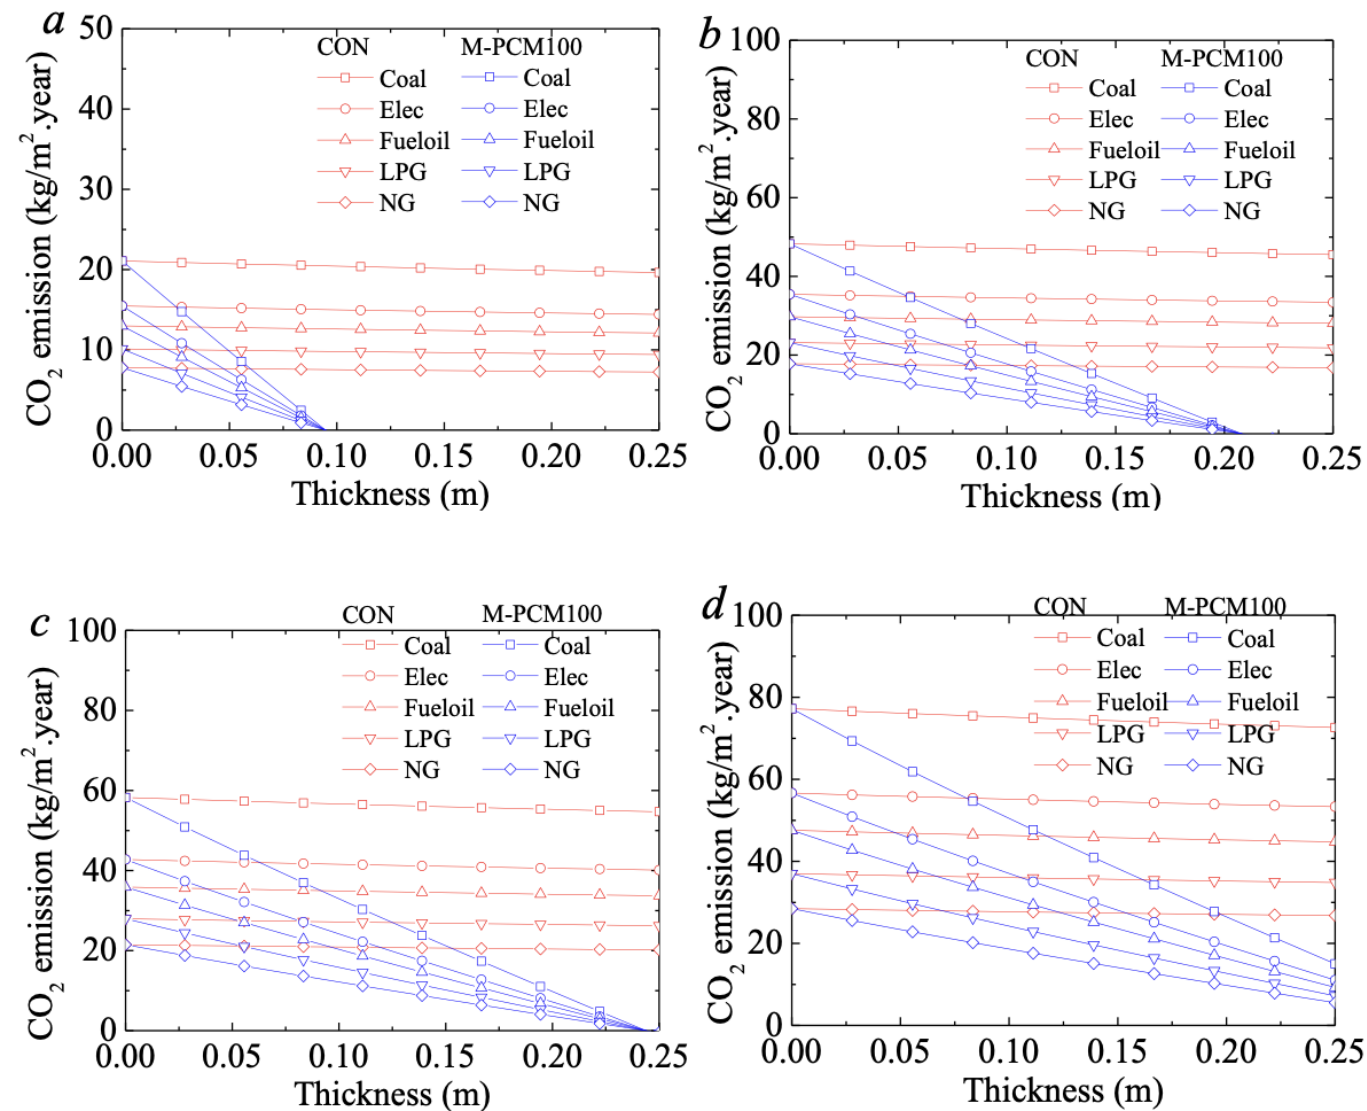 a
CON M-PCM100
Coal Coal
Elec Elec
Fueloil Fueloil
LPG LPG
NG NG
50
40
30
20
10
0
CO2 emission (kg/m2.year)
0.00 0.05 0.10 0.15 0.20 0.25
Thickness (m)
b
CON M-PCM100
Coal Coal
Elec Elec
Fueloil Fueloil
LPG LPG
NG NG
100
80
60
40
20
0
CO2 emission (kg/m2.year)
0.00 0.05 0.10 0.15 0.20 0.25
Thickness (m)
c
CON M-PCM100
Coal Coal
Elec Elec
Fueloil Fueloil
LPG LPG
NG NG
100
80
60
40
20
0
CO2 emission (kg/m2.year)
0.00 0.05 0.10 0.15 0.20 0.25
Thickness (m)
d
CON M-PCM100
Coal Coal
Elec Elec
Fueloil Fueloil
LPG LPG
NG NG
100
80
60
40
20
0
CO2 emission (kg/m2.year)
0.00 0.05 0.10 0.15 0.20 0.25
Thickness (m)